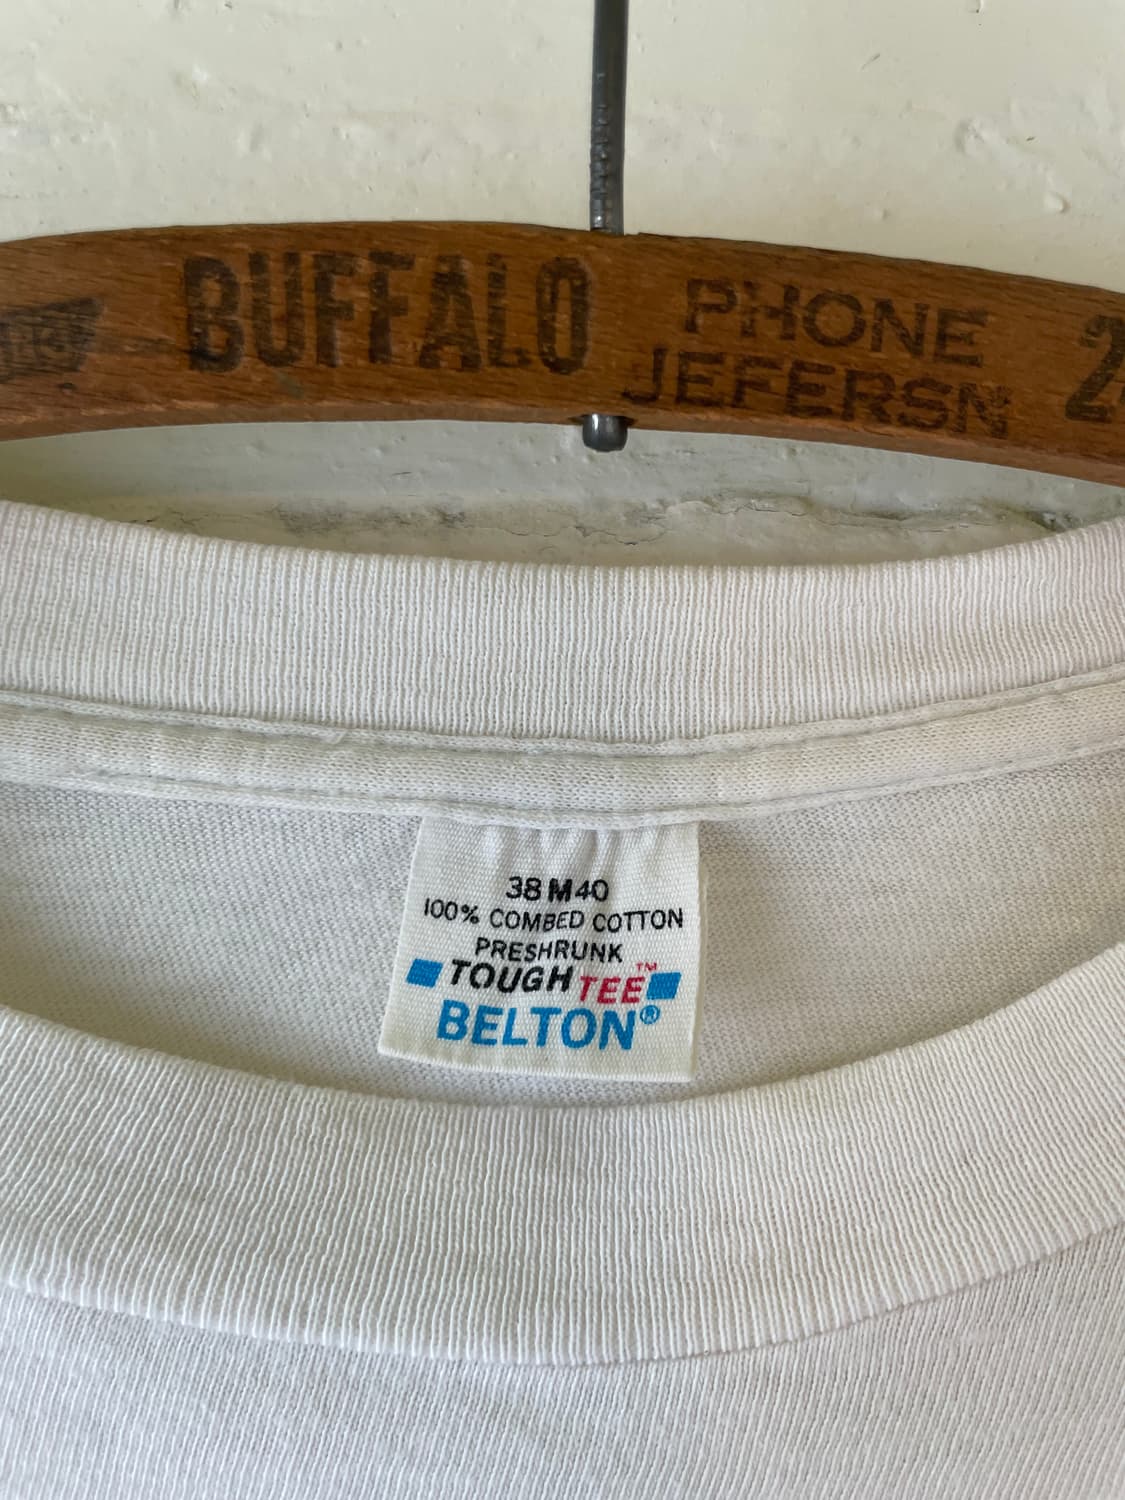 BUFFALO
PHONE
JEFERSN
38 M 40
100% COMBED COTTON
PRESHRUNK
TOUGH TEE™
BELTON®